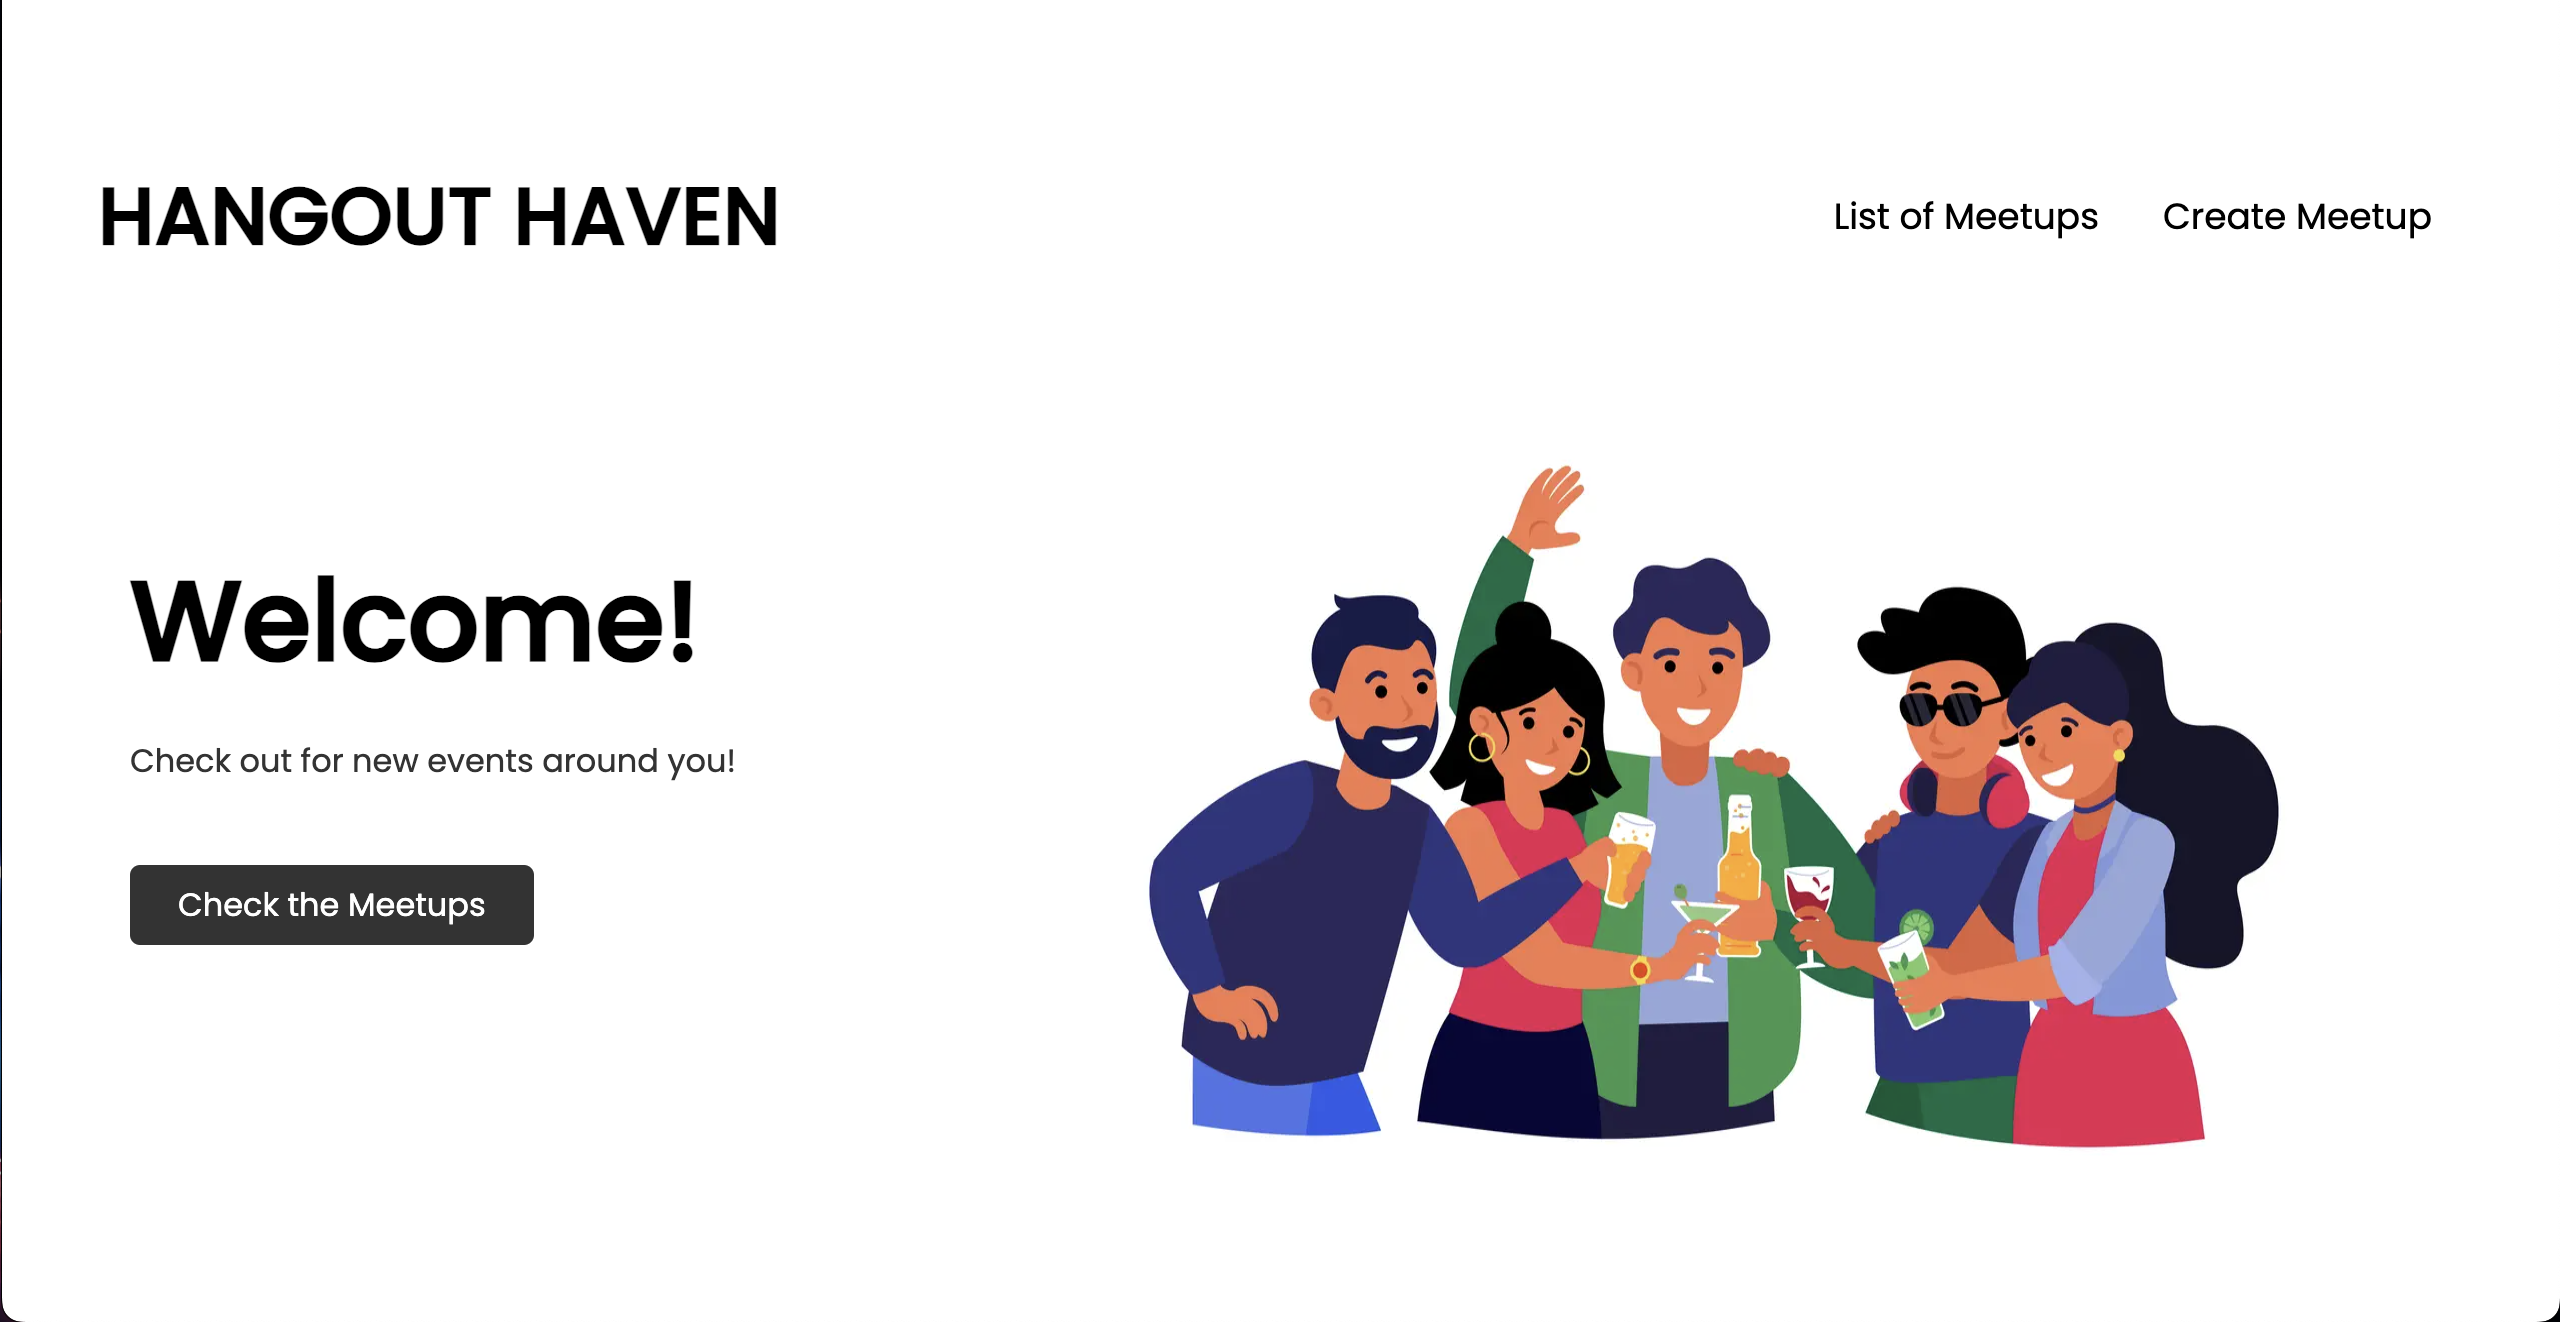 HANGOUT HAVEN
List of Meetups
Create Meetup
Welcome!
Check out for new events around you!
Check the Meetups